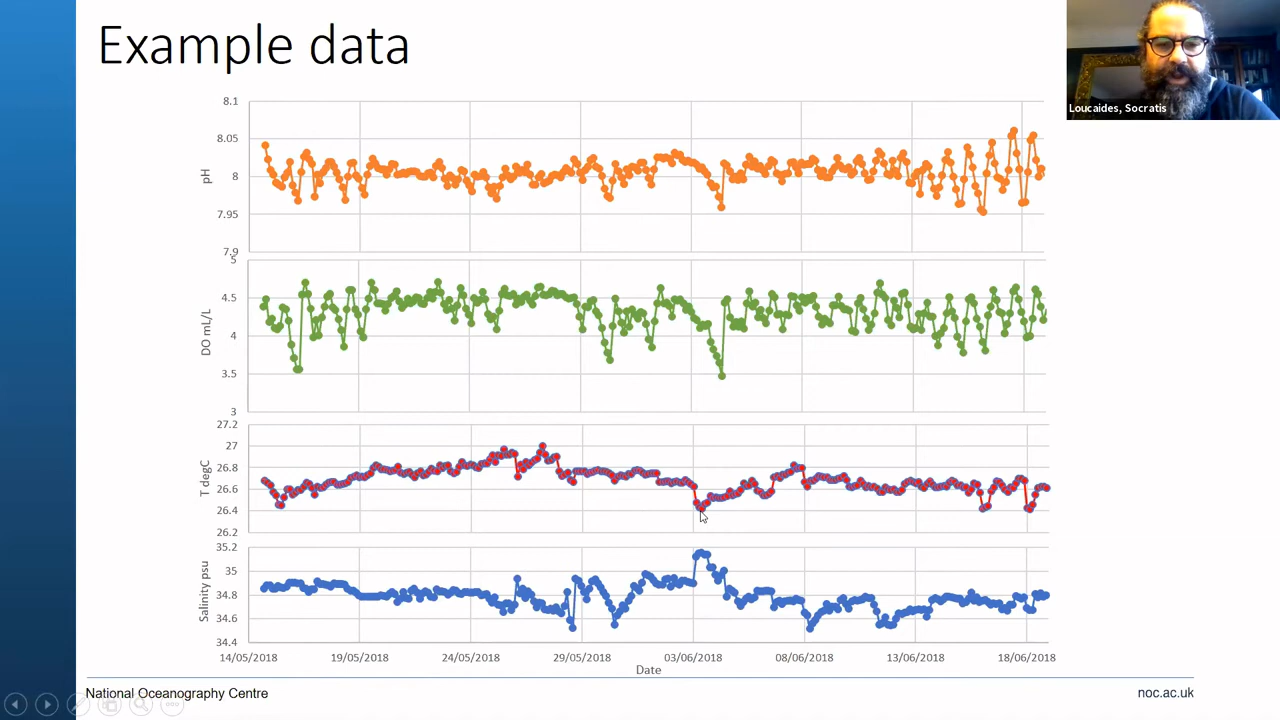 Example data
Loucaides, Socratis
8.1
8.05
pH
8
7.95
7.9
5
4.5
DO mL/L
4
3.5
3
27.2
27
T degC
26.8
26.6
26.4
26.2
35.2
35
Salinity psu
34.8
34.6
34.4
14/05/2018 19/05/2018 24/05/2018 29/05/2018 03/06/2018 08/06/2018 13/06/2018 18/06/2018
Date
National Oceanography Centre
noc.ac.uk